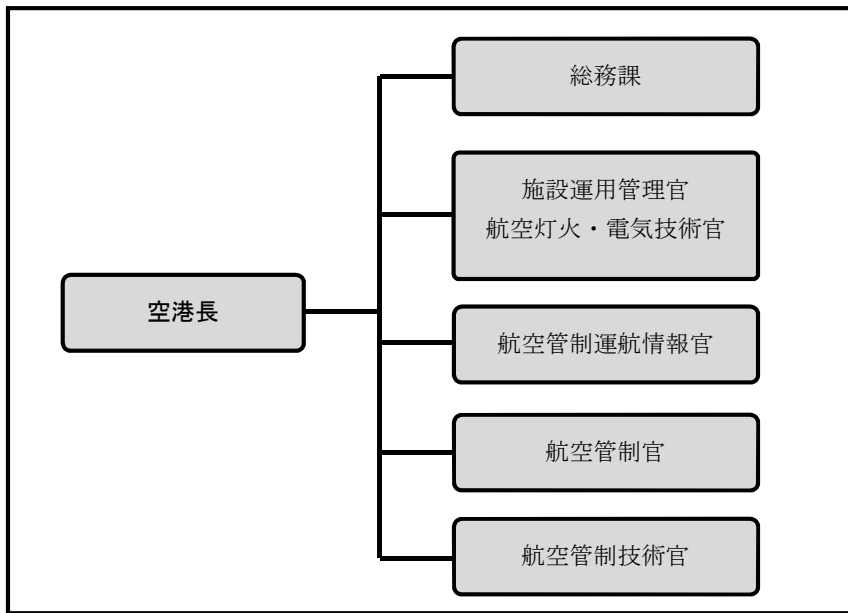 総務課
施設運用管理官
航空灯火・電気技術官
空港長
航空管制運航情報官
航空管制官
航空管制技術官